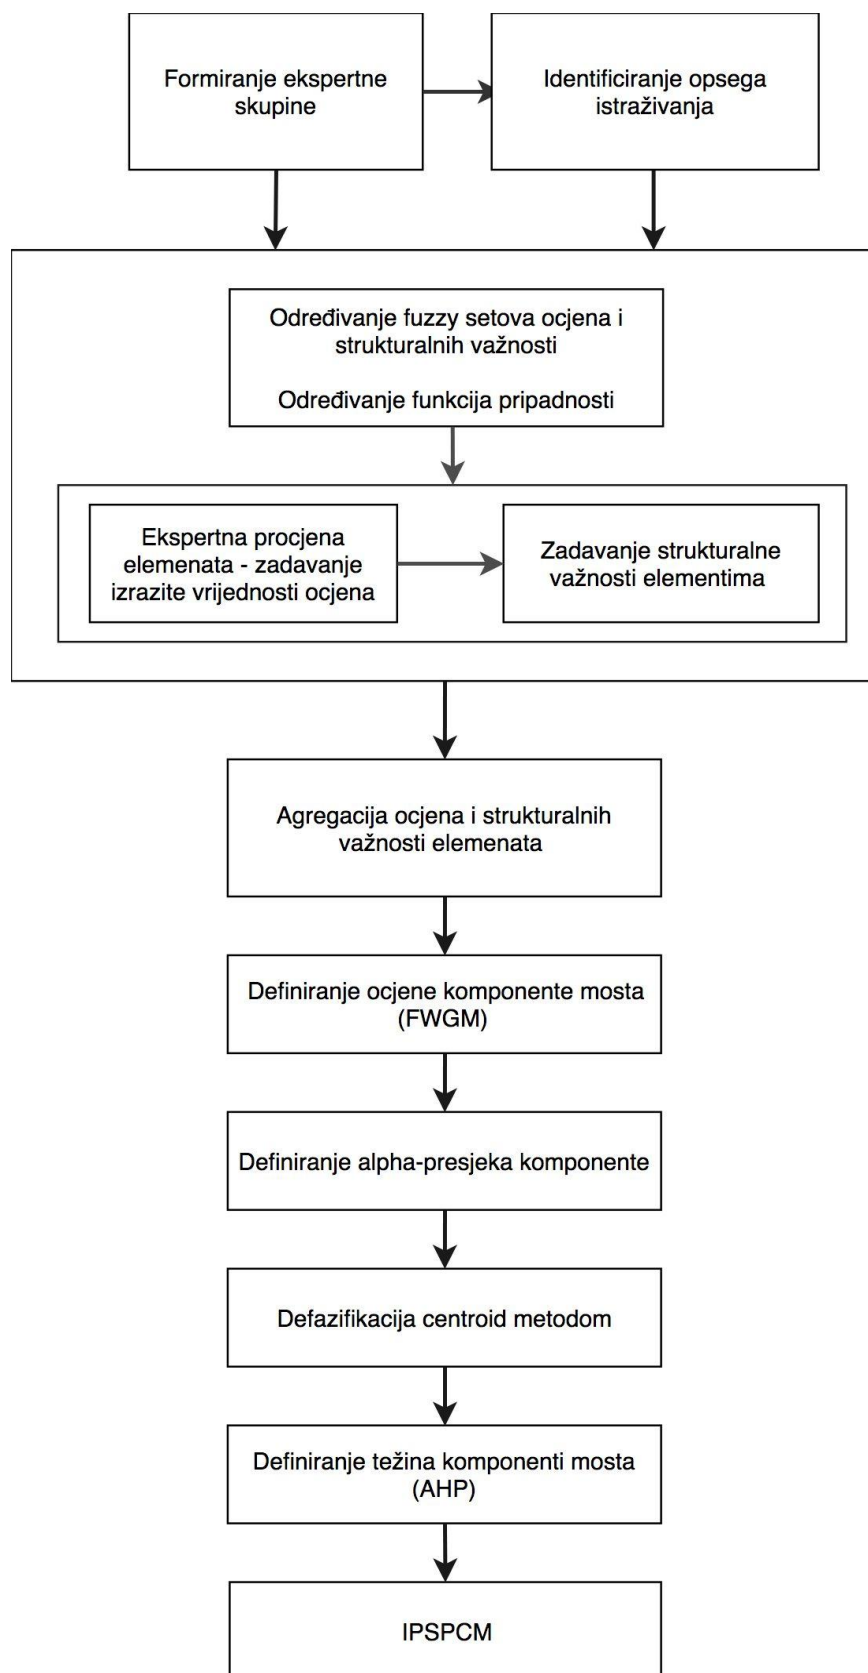 Formiranje ekspertne
skupine
Identificiranje opsega
istraživanja
Određivanje fuzzy setova ocjena i
strukturalnih važnosti
Određivanje funkcija pripadnosti
Ekspertna procjena
elemenata - zadavanje
izrazite vrijednosti ocjena
Zadavanje strukturalne
važnosti elementima
Agregacija ocjena i strukturalnih
važnosti elemenata
Definiranje ocjene komponente mosta
(FWGM)
Definiranje alpha-presjeka komponente
Defazifikacija centroid metodom
Definiranje težina komponenti mosta
(AHP)
IPSPCM